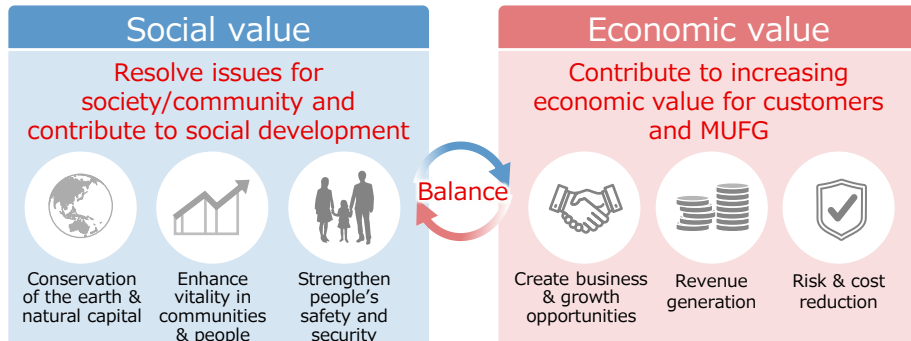 Social value
Resolve issues for
society/community and
contribute to social development
Conservation
of the earth &
natural capital
Enhance
vitality in
communities
& people
Strengthen
people's
safety and
security
Balance
Economic value
Contribute to increasing
economic value for customers
and MUFG
Create business
& growth
opportunities
Revenue
generation
Risk & cost
reduction